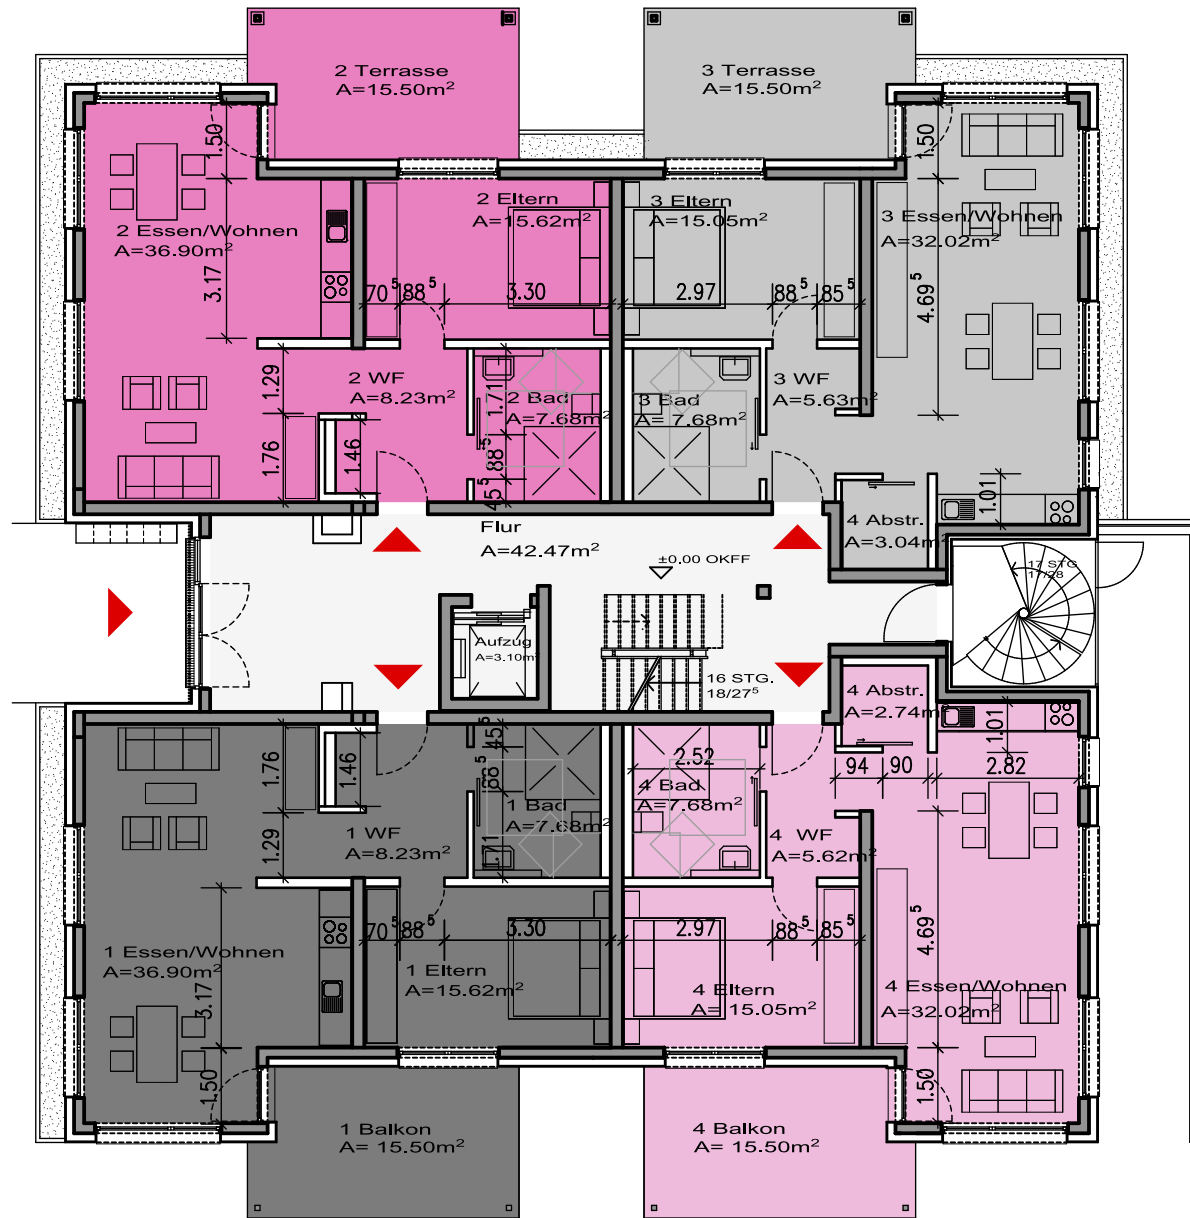 2 Terrasse
A=15.50m²
3 Terrasse
A=15.50m²
1.50
1.50
2 Eltern
A=15.62m²
3 Eltern
A=15.05m²
2 Essen/Wohnen
A=36.90m²
3 Essen/Wohnen
A=32.02m²
3.17
70⁵ 88⁵ 3.30 2.97 88⁵ 85⁵
4.69⁵
1.29
2 WF
A=8.23m²
1.71
2 Bad
A=7.68m²
3 Bad
A= 7.68m²
3 WF
A=5.63m²
1.76
1.46
88⁵
45⁵
1.01
Flur
A=42.47m²
4 Abstr.
A=3.04m²
±0,00 OKFF
17 STG
17/28
Aufzug
A=3.10m²
16 STG.
18/27⁵
4 Abstr.
A=2.74m²
1.76
1.46
45⁵
88⁵
2.52
94 90 2.82
1.01
1 Bad
A=7.68m²
4 Bad
A=7.68m²
1.29
1 WF
A=8.23m²
1.71
4 WF
A=5.62m²
70⁵ 88⁵ 3.30 2.97 88⁵ 85⁵
4.69⁵
1 Essen/Wohnen
A=36.90m²
1 Eltern
A=15.62m²
4 Eltern
A=15.05m²
4 Essen/Wohnen
A=32.02m²
3.17
1.50
1.50
1 Balkon
A= 15.50m²
4 Balkon
A= 15.50m²